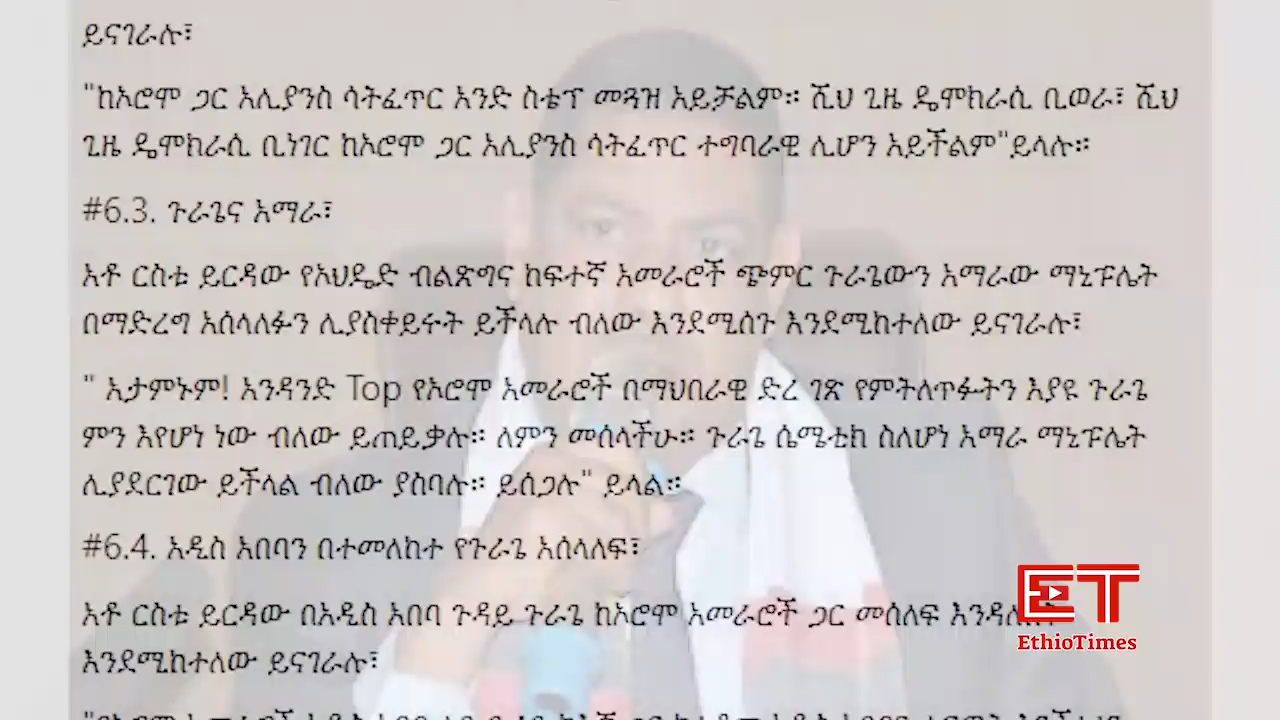 ይናገራሉ፣
"ከኦሮሞ ጋር አሊያንስ ሳትፈጥር አንድ ስቴፕ መጓዝ አይቻልም። ሺህ ጊዜ ዴሞክራሲ ቢወራ፣ ሺህ
ጊዜ ዴሞክራሲ ቢነገር ከኦሮሞ ጋር አሊያንስ ሳትፈጥር ተግባራዊ ሊሆን አይችልም"ይላሉ።
#6.3. ጉራጌና አማራ፣
አቶ ርስቱ ይርዳው የኦህዴድ ብልጽግና ከፍተኛ አመራሮች ጭምር ጉራጌውን አማራው ማኒፑሌት
በማድረግ አሰላለፉን ሊያስቀይሩት ይችላሉ ብለው እንደሚሰጉ እንደሚከተለው ይናገራሉ፣
" አታምኑም! አንዳንድ Top የኦሮሞ አመራሮች በማህበራዊ ድረ ገጽ የምትለጥፉትን እያዩ ጉራጌ
ምን እየሆነ ነው ብለው ይጠይቃሉ። ለምን መሰላችሁ። ጉራጌ ሴሜቲክ ስለሆነ አማራ ማኒፑሌት
ሊያደርገው ይችላል ብለው ያስባሉ። ይሰጋሉ" ይላል።
#6.4. አዲስ አበባን በተመለከተ የጉራጌ አሰላለፍ፣
አቶ ርስቱ ይርዳው በአዲስ አበባ ጉዳይ ጉራጌ ከኦሮሞ አመራሮች ጋር መሰለፍ
ET
EthioTimes
እንደሚከተለው ይናገራሉ፣